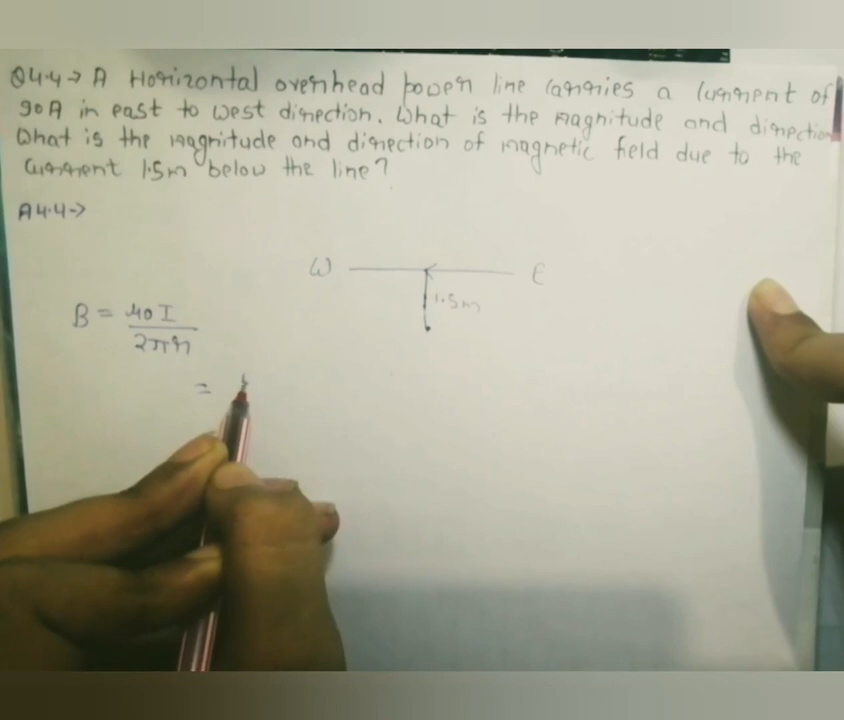 Q4.4→ A Horizontal overhead power line carries a current of
90A in east to west direction. What is the magnitude and direction
What is the magnitude and direction of magnetic field due to the
current 1.5m below the line?
A4.4→
W E
1.5m
B = μ0 I
2πr
=